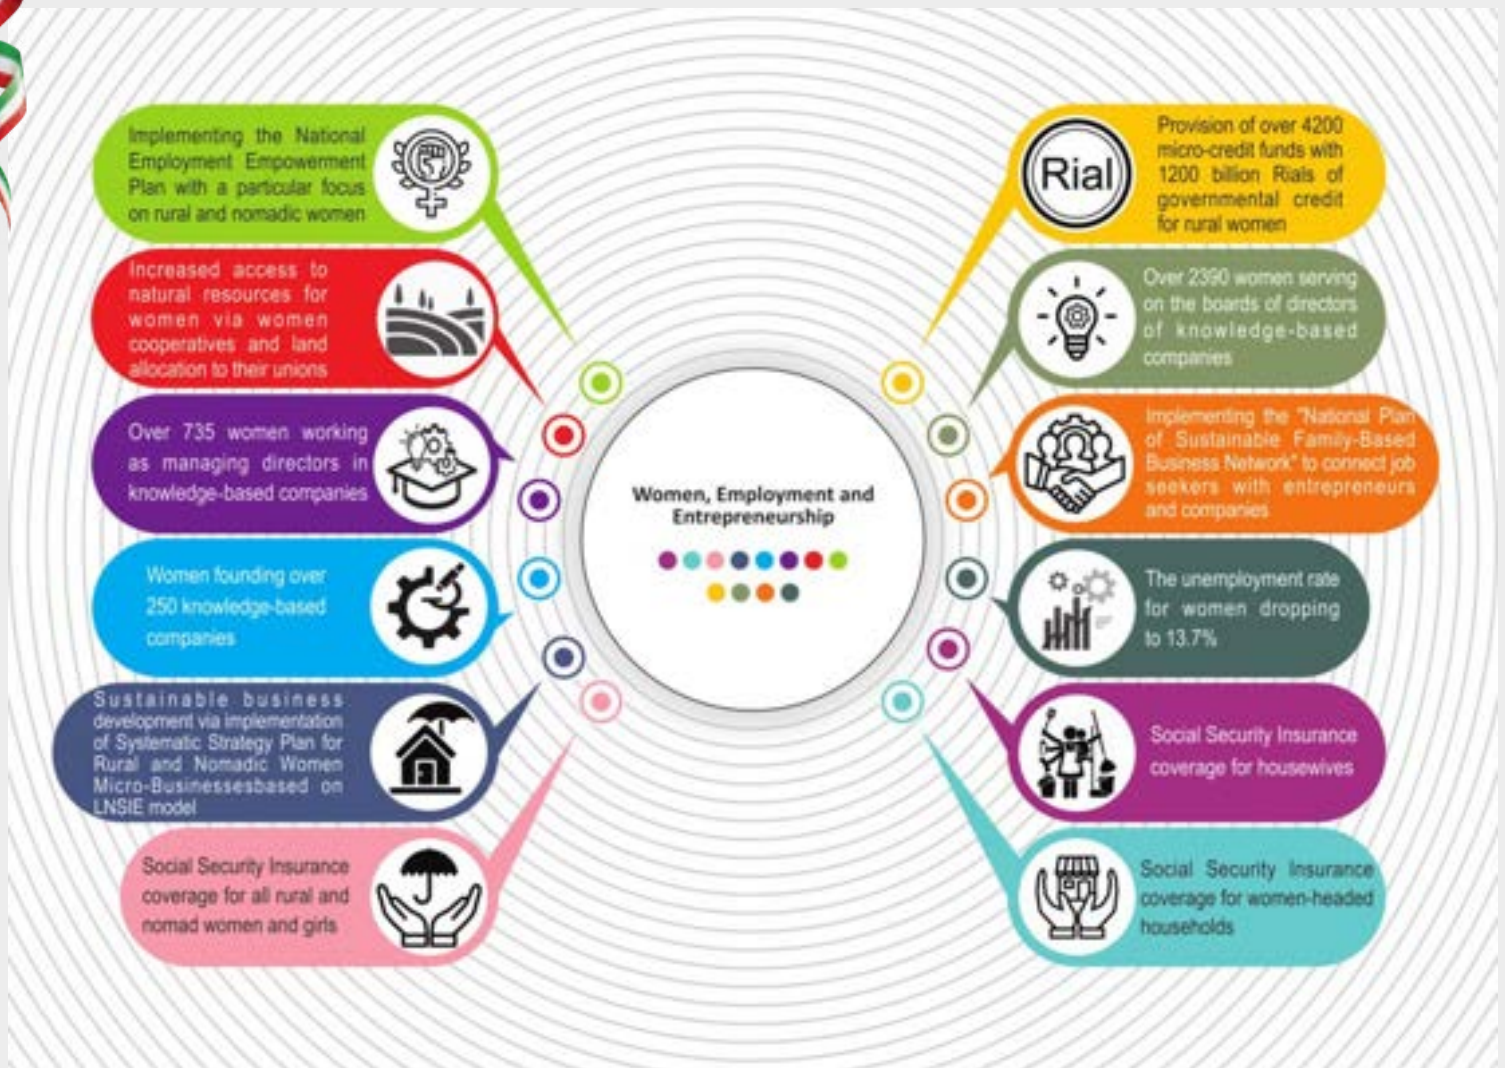 Implementing the National
Employment Empowerment
Plan with a particular focus
on rural and nomadic women
Increased access to
natural resources for
women via women
cooperatives and land
allocation to their unions
Over 735 women working
as managing directors in
knowledge-based companies
Women founding over
250 knowledge-based
companies
Sustainable business
development via implementation
of Systematic Strategy Plan for
Rural and Nomadic Women
Micro-Businessesbased on
LNSIE model
Social Security Insurance
coverage for all rural and
nomad women and girls
Women, Employment and
Entrepreneurship
Rial
Provision of over 4200
micro-credit funds with
1200 billion Rials of
governmental credit
for rural women
Over 2390 women serving
on the boards of directors
of knowledge-based
companies
Implementing the "National Plan
of Sustainable Family-Based
Business Network" to connect job
seekers with entrepreneurs
and companies
The unemployment rate
for women dropping
to 13.7%
Social Security Insurance
coverage for housewives
Social Security Insurance
coverage for women-headed
households